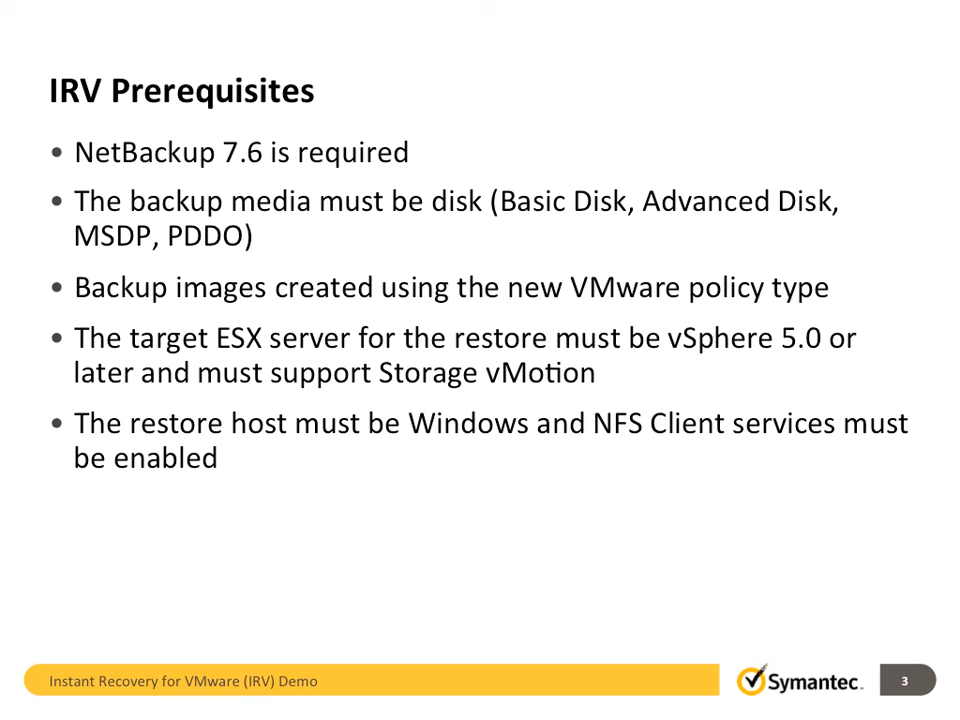 IRV Prerequisites
• NetBackup 7.6 is required
• The backup media must be disk (Basic Disk, Advanced Disk,
MSDP, PDDO)
• Backup images created using the new VMware policy type
• The target ESX server for the restore must be vSphere 5.0 or
later and must support Storage vMotion
• The restore host must be Windows and NFS Client services must
be enabled
Instant Recovery for VMware (IRV) Demo
Symantec™
3